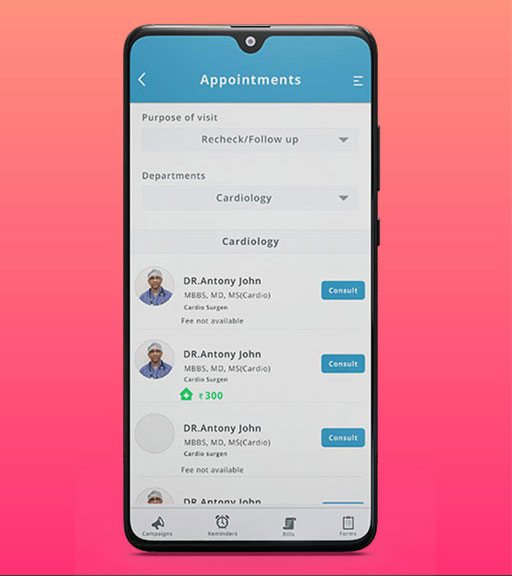 Appointments
Purpose of visit
Recheck/Follow up
Departments
Cardiology
Cardiology
DR.Antony John
MBBS, MD, MS(Cardio)
Cardio Surgen
Fee not available
Consult
DR.Antony John
MBBS, MD, MS(Cardio)
Cardio Surgen
₹300
Consult
DR.Antony John
MBBS, MD, MS(Cardio)
Cardio surgen
Fee not available
Consult
DR.Antony John
Campaigns
Reminders
Bills
Forms